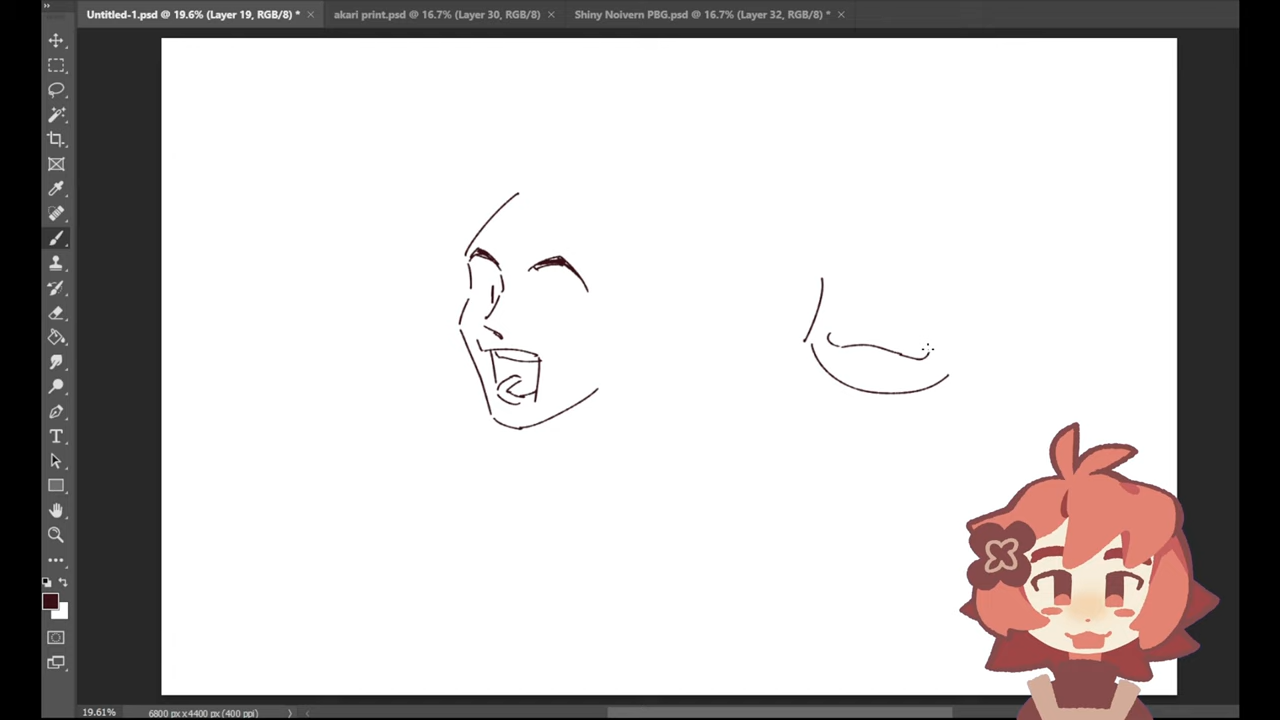 Untitled-1.psd @ 19.6% (Layer 19, RGB/8) *
akari print.psd @ 16.7% (Layer 30, RGB/8)
Shiny Noivern PBG.psd @ 16.7% (Layer 32, RGB/8) *
19.61%
6800 px x 4400 px (400 ppi)